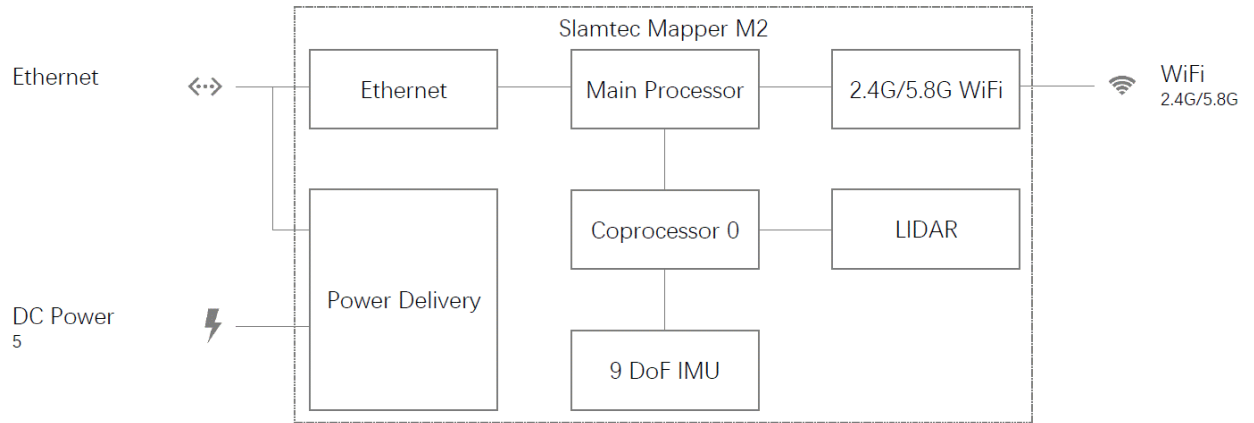 Slamtec Mapper M2
Ethernet
Ethernet
Main Processor
2.4G/5.8G WiFi
WiFi
2.4G/5.8G
Coprocessor 0
LIDAR
Power Delivery
DC Power
5
9 DoF IMU